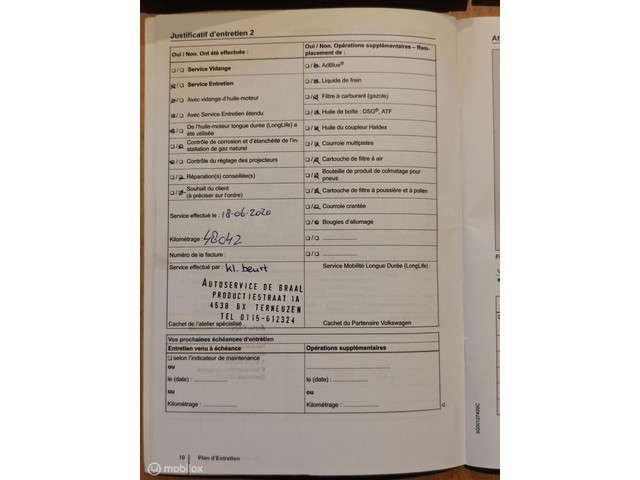 Justificatif d'entretien 2
Oui / Non. Ont été effectués :
❑ / ❑ Service Vidange
❑ / ❑ Service Entretien
❑ / ❑ Avec vidange d'huile-moteur
❑ / ❑ Avec Service Entretien étendu
❑ / ❑ De l'huile-moteur longue durée (LongLife) a
été utilisée
❑ / ❑ Contrôle de corrosion et d'étanchéité de l'in-
stallation de gaz naturel
❑ / ❑ Contrôle du réglage des projecteurs
❑ / ❑ Réparation(s) conseillée(s)
❑ / ❑ Souhait du client
(à préciser sur l'ordre)
Service effectué le : 18-06-2020
Kilométrage : 48042
Numéro de la facture :
Service effectué par : kl. beurt
AUTOSERVICE DE BRAAL
PRODUCTIESTRAAT 1A
4538 BX TERNEUZEN
TEL 0115-612324
Cachet de l'atelier spécialisé
Oui / Non. Opérations supplémentaires – Rem-
placement de :
❑ / ❑ AdBlue®
❑ / ❑ Liquide de frein
❑ / ❑ Filtre à carburant (gazole)
❑ / ❑ Huile de boîte : DSG®, ATF
❑ / ❑ Huile du coupleur Haldex
❑ / ❑ Courroie multipistes
❑ / ❑ Cartouche de filtre à air
❑ / ❑ Bouteille de produit de colmatage pour
pneus
❑ / ❑ Cartouche de filtre à poussière et à pollen
❑ / ❑ Courroie crantée
❑ / ❑ Bougies d'allumage
❑ / ❑ ....................
❑ / ❑ ....................
Service Mobilité Longue Durée (LongLife) :
Cachet du Partenaire Volkswagen
Vos prochaines échéances d'entretien
Entretien venu à échéance
❑ selon l'indicateur de maintenance
ou
le (date) : ....................
ou
Kilométrage : ....................
Opérations supplémentaires
....................
ou
le (date) : ....................
ou
Kilométrage : ....................
18 Plan d'Entretien
mobilox